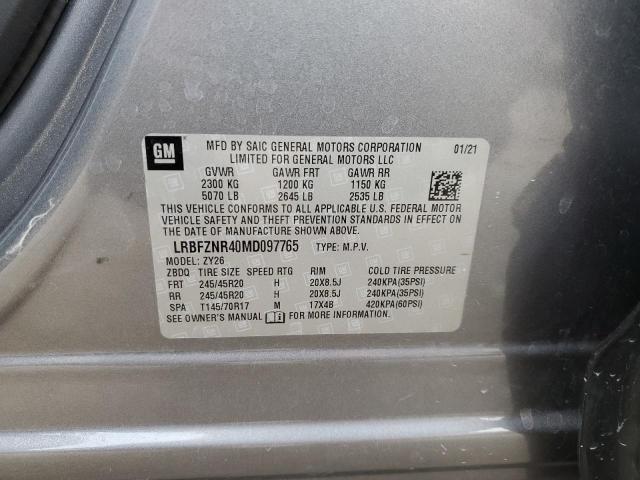 GM
MFD BY SAIC GENERAL MOTORS CORPORATION 01/21
LIMITED FOR GENERAL MOTORS LLC
GVWR GAWR FRT GAWR RR
2300 KG 1200 KG 1150 KG
5070 LB 2645 LB 2535 LB
THIS VEHICLE CONFORMS TO ALL APPLICABLE U.S. FEDERAL MOTOR
VEHICLE SAFETY AND THEFT PREVENTION STANDARDS IN EFFECT ON
THE DATE OF MANUFACTURE SHOWN ABOVE.
LRBFZNR40MD097765 TYPE: M.P.V.
MODEL: ZY26
ZBDQ TIRE SIZE SPEED RTG RIM COLD TIRE PRESSURE
FRT 245/45R20 H 20X8.5J 240KPA(35PSI)
RR 245/45R20 H 20X8.5J 240KPA(35PSI)
SPA T145/70R17 M 17X4B 420KPA(60PSI)
SEE OWNER'S MANUAL FOR MORE INFORMATION